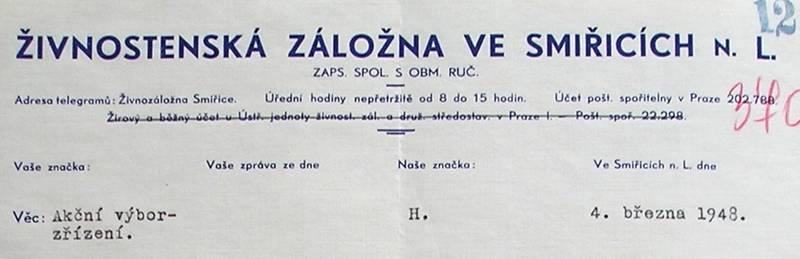 12
ŽIVNOSTENSKÁ ZÁLOŽNA VE SMIŘICÍCH N. L.
ZAPS. SPOL. S OBM. RUČ.
Adresa telegramů: Živnozáložna Smiřice. Úřední hodiny nepřetržitě od 8 do 15 hodin. Účet pošt. spořitelny v Praze 202.788.
Žirový a běžný účet u Ústř. jednoty živnost. zál. a druž. středostav. v Praze I. — Pošt. spoř. 22.298.
Vaše značka: Vaše zpráva ze dne Naše značka: Ve Smiřicích n. L. dne
Věc: Akční výbor- H. 4. března 1948.
zřízení.